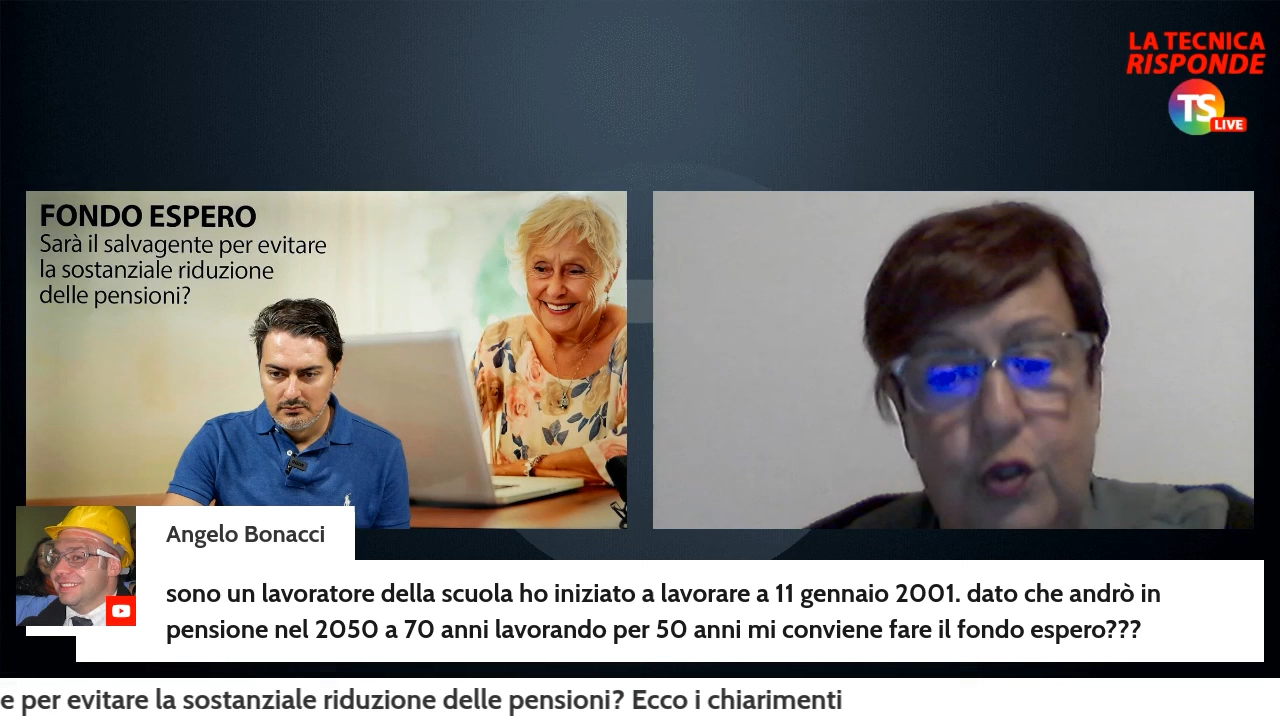 LA TECNICA
RISPONDE
TS
LIVE
FONDO ESPERO
Sarà il salvagente per evitare
la sostanziale riduzione
delle pensioni?
Angelo Bonacci
sono un lavoratore della scuola ho iniziato a lavorare a 11 gennaio 2001. dato che andrò in
pensione nel 2050 a 70 anni lavorando per 50 anni mi conviene fare il fondo espero???
e per evitare la sostanziale riduzione delle pensioni? Ecco i chiarimenti